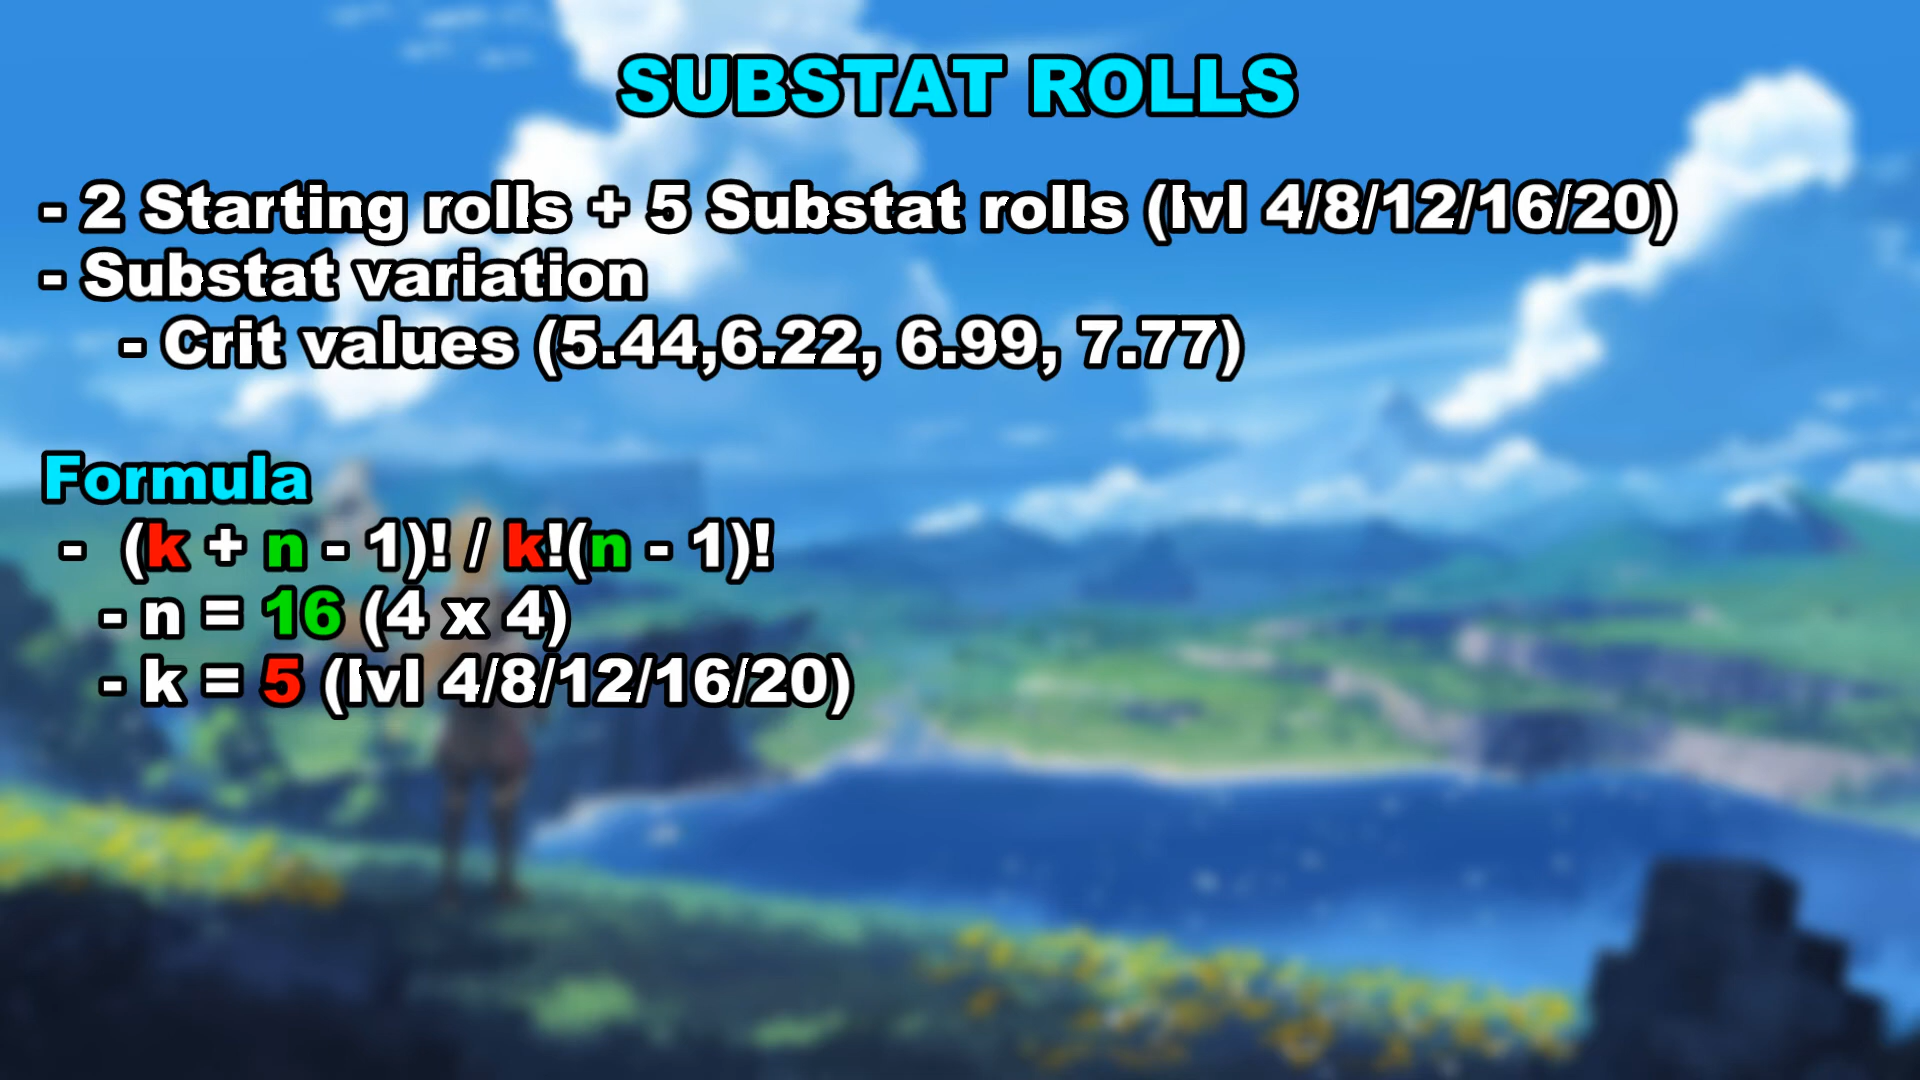 SUBSTAT ROLLS
- 2 Starting rolls + 5 Substat rolls (lvl 4/8/12/16/20)
- Substat variation
- Crit values (5.44,6.22, 6.99, 7.77)
Formula
- (k + n - 1)! / k!(n - 1)!
- n = 16 (4 x 4)
- k = 5 (lvl 4/8/12/16/20)